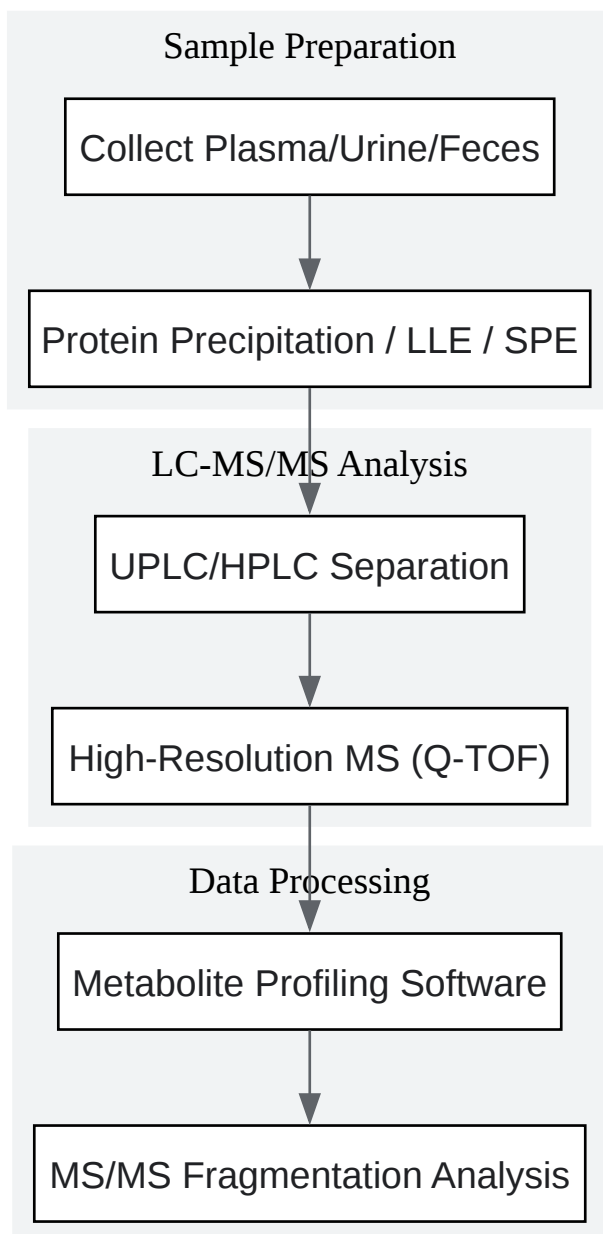 Sample Preparation
Collect Plasma/Urine/Feces
Protein Precipitation / LLE / SPE
LC-MS/MS Analysis
UPLC/HPLC Separation
High-Resolution MS (Q-TOF)
Data Processing
Metabolite Profiling Software
MS/MS Fragmentation Analysis